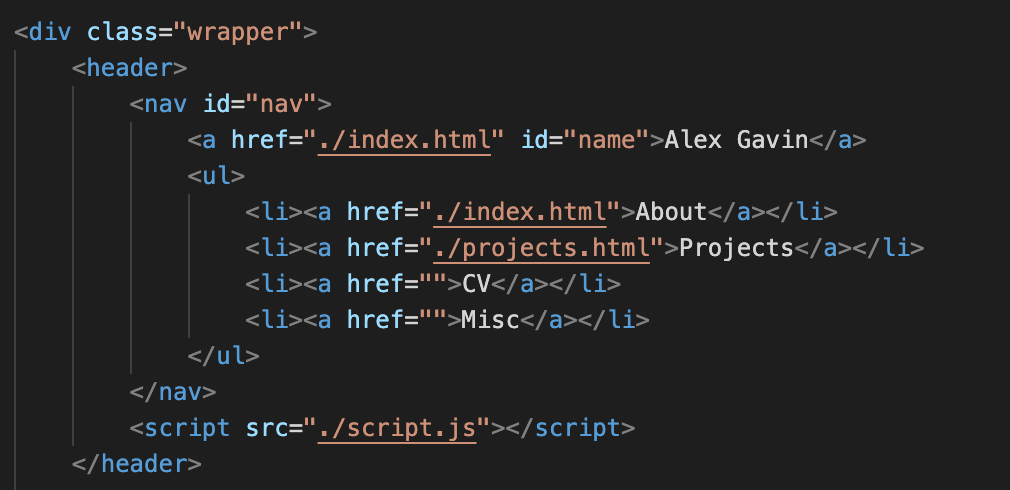 <div class="wrapper">
<header>
<nav id="nav">
<a href="./index.html" id="name">Alex Gavin</a>
<ul>
<li><a href="./index.html">About</a></li>
<li><a href="./projects.html">Projects</a></li>
<li><a href="">CV</a></li>
<li><a href="">Misc</a></li>
</ul>
</nav>
<script src="./script.js"></script>
</header>